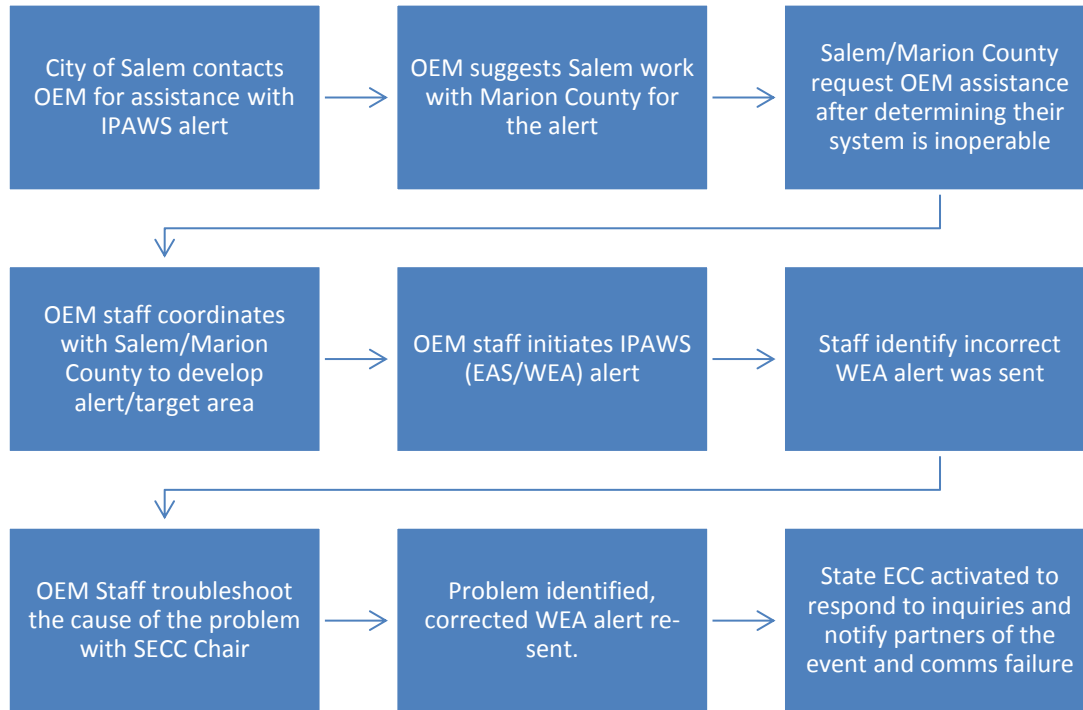 City of Salem contacts
OEM for assistance with
IPAWS alert
OEM suggests Salem work
with Marion County for
the alert
Salem/Marion County
request OEM assistance
after determining their
system is inoperable
OEM staff coordinates
with Salem/Marion
County to develop
alert/target area
OEM staff initiates IPAWS
(EAS/WEA) alert
Staff identify incorrect
WEA alert was sent
OEM Staff troubleshoot
the cause of the problem
with SECC Chair
Problem identified,
corrected WEA alert re-
sent.
State ECC activated to
respond to inquiries and
notify partners of the
event and comms failure